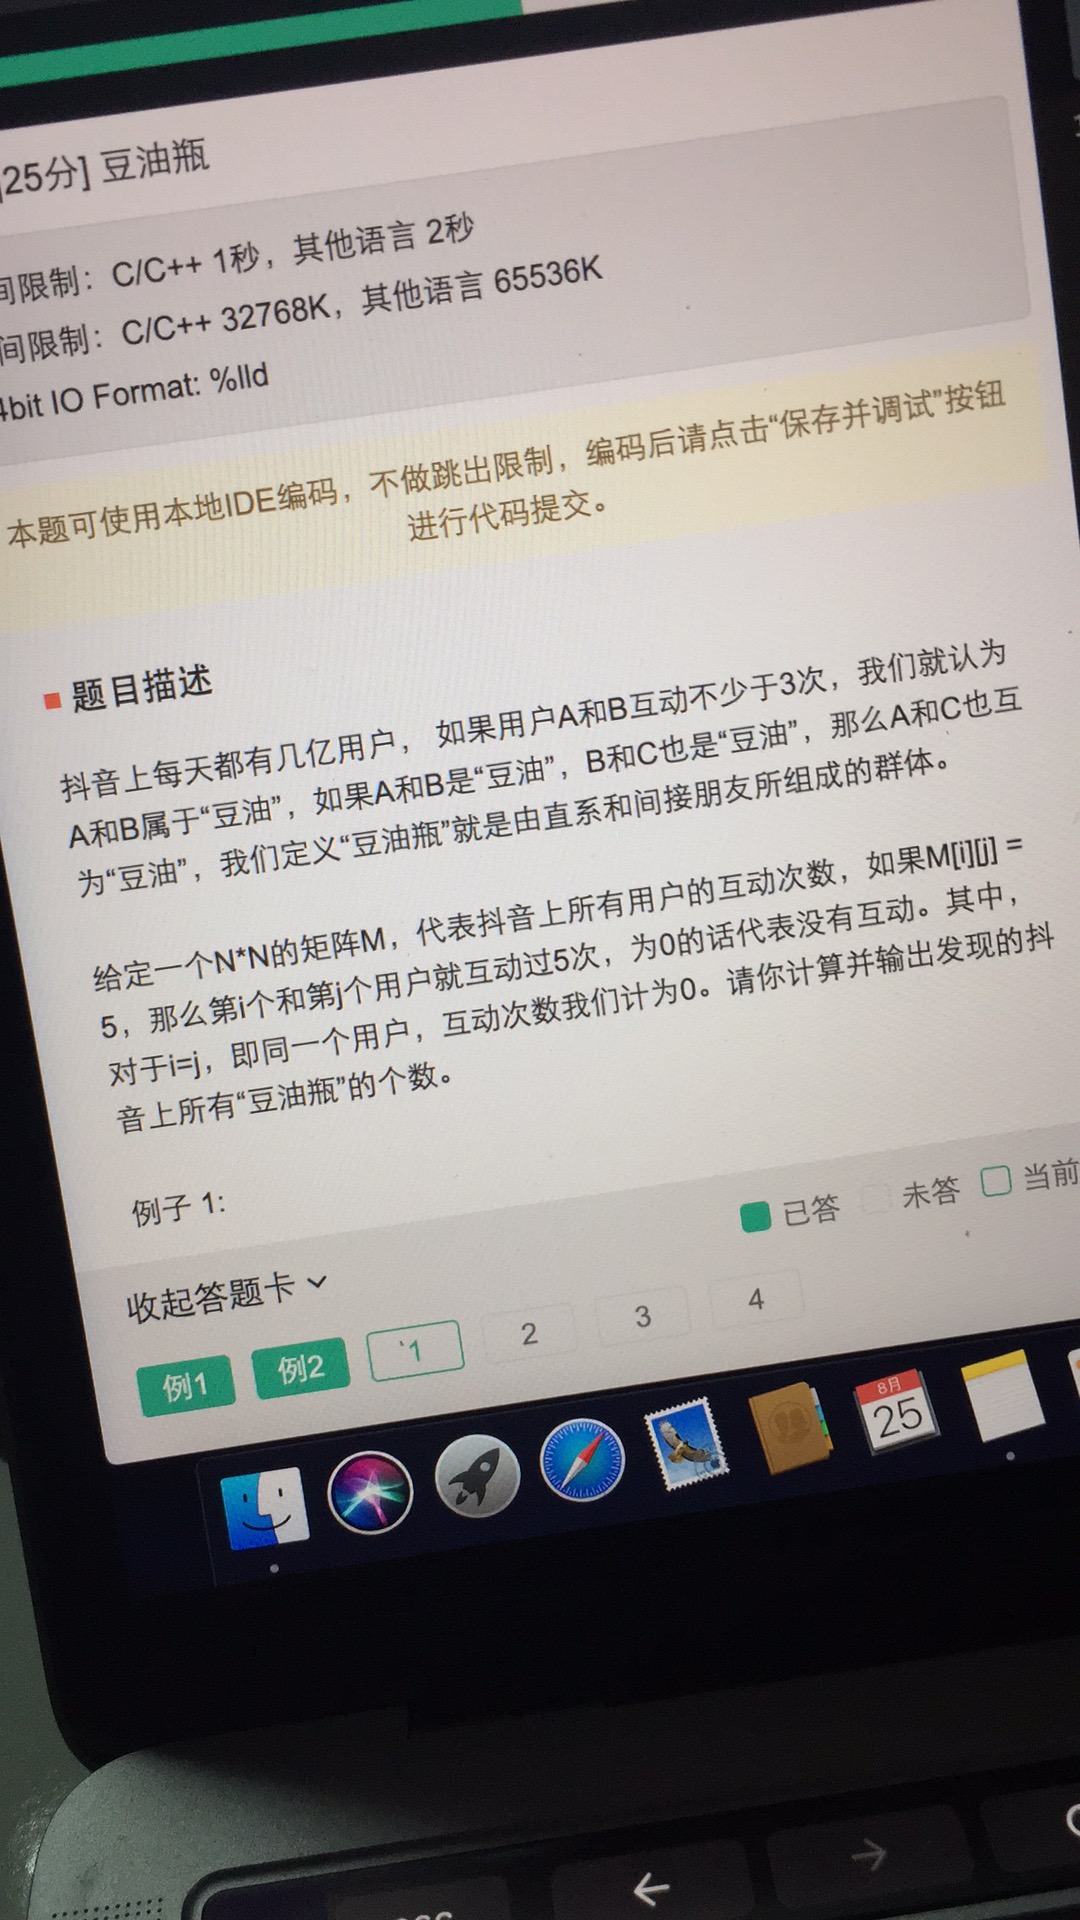 25分] 豆油瓶
间限制：C/C++ 1秒，其他语言 2秒
间限制：C/C++ 32768K，其他语言 65536K
4bit IO Format: %lld
本题可使用本地IDE编码，不做跳出限制，编码后请点击“保存并调试”按钮
进行代码提交。
题目描述
抖音上每天都有几亿用户， 如果用户A和B互动不少于3次，我们就认为
A和B属于“豆油”，如果A和B是“豆油”，B和C也是“豆油”，那么A和C也互
为“豆油”，我们定义“豆油瓶”就是由直系和间接朋友所组成的群体。
给定一个N*N的矩阵M，代表抖音上所有用户的互动次数，如果M[i][j] =
5，那么第i个和第j个用户就互动过5次，为0的话代表没有互动。其中，
对于i=j，即同一个用户，互动次数我们计为0。请你计算并输出发现的抖
音上所有“豆油瓶”的个数。
例子 1:
已答 未答 当前
收起答题卡
例1 例2 1 2 3 4
8月
25